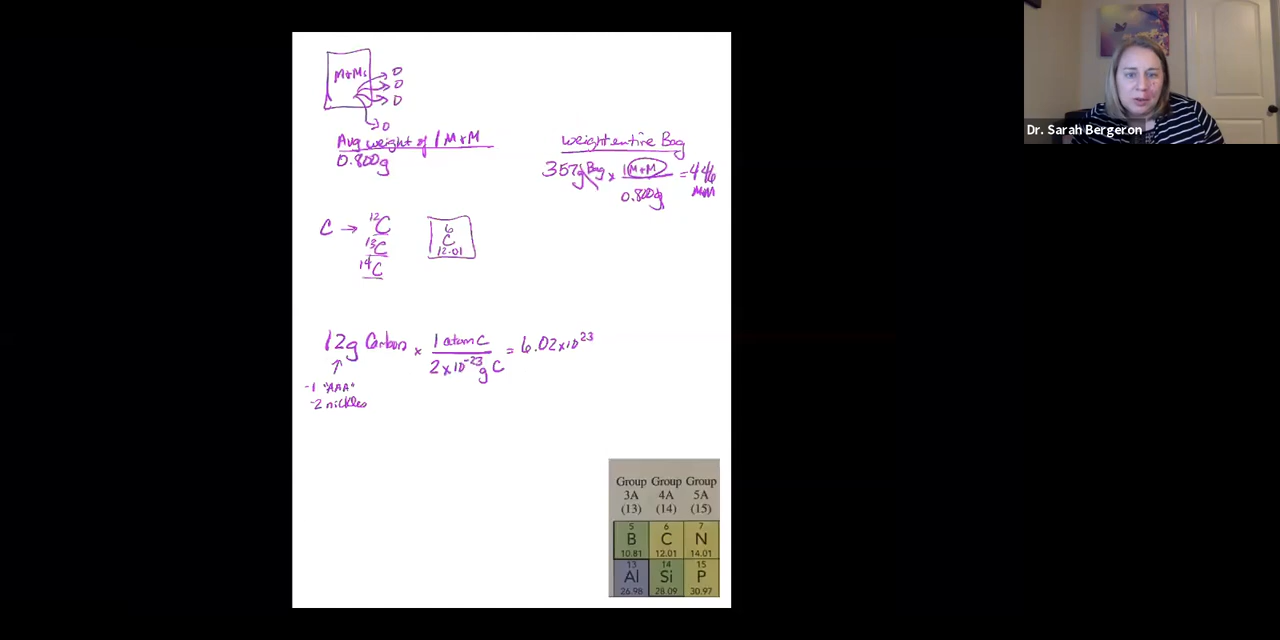 M+Ms
D
D
D
D
Avg weight of 1 M+M
0.800g
weight entire Bag
357g Bag × 1 M+M / 0.800g = 446 M+M
C → ¹²C
¹³C
¹⁴C
6
C
12.01
12g Carbon × 1 atom C / 2×10⁻²³ g C = 6.02×10²³
-1 "AAA"
-2 nickles
Group Group Group
3A 4A 5A
(13) (14) (15)
5 6 7
B C N
10.81 12.01 14.01
13 14 15
Al Si P
26.98 28.09 30.97
Dr. Sarah Bergeron